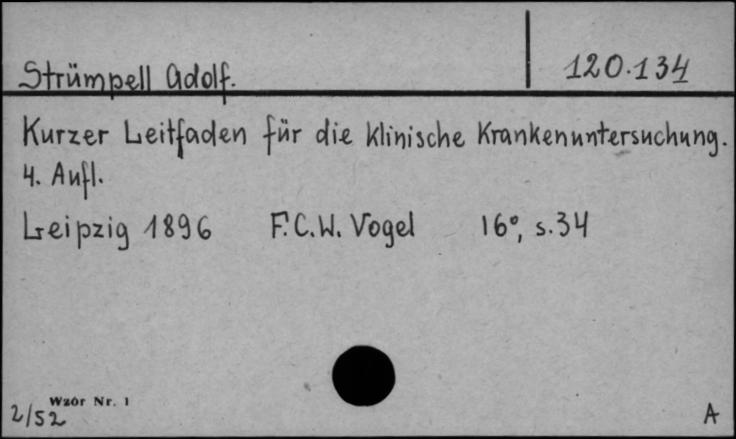 Strümpell Adolf. 120.134
Kurzer Leitfaden für die klinische Krankenuntersuchung.
4. Aufl.
Leipzig 1896 F.C.W. Vogel 16°, s.34
Wzór Nr. 1
2/52 A